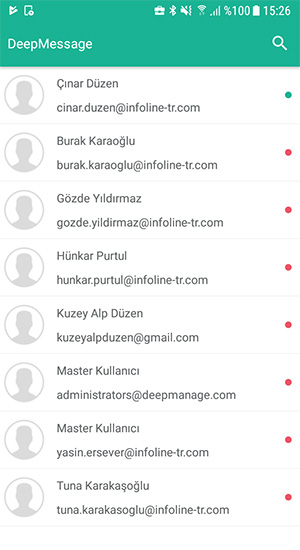 %100 15:26
DeepMessage
Çınar Düzen
cinar.duzen@infoline-tr.com
Burak Karaoğlu
burak.karaoglu@infoline-tr.com
Gözde Yıldırmaz
gozde.yildirmaz@infoline-tr.com
Hünkar Purtul
hunkar.purtul@infoline-tr.com
Kuzey Alp Düzen
kuzeyalpduzen@gmail.com
Master Kullanıcı
administrators@deepmanage.com
Master Kullanıcı
yasin.ersever@infoline-tr.com
Tuna Karakaşoğlu
tuna.karakasoglu@infoline-tr.com